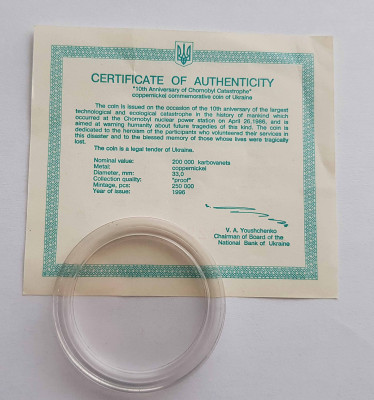 CERTIFICATE OF AUTHENTICITY
"10th Anniversary of Chornobyl Catastrophe"
coppernickel commemorative coin of Ukraine
The coin is issued on the occasion of the 10th aniversary of the largest
technological and ecological catastrophe in the history of mankind which
occurred at the Chornobyl nuclear power station on April 26,1986, and is
aimed at warning humanity about future tragedies of this kind. The coin is
dedicated to the heroism of the participants who volunteered their services in
this disaster and to the blessed memory of those whose lives were tragically
lost.
The coin is a legal tender of Ukraine.
Nominal value: 200 000 karbovanets
Metal: coppernickel
Diameter, mm: 33,0
Collection quality: "proof"
Mintage, pcs: 250 000
Year of issue: 1996
V. A. Youshchenko
Chairman of Board of the
National Bank of Ukraine